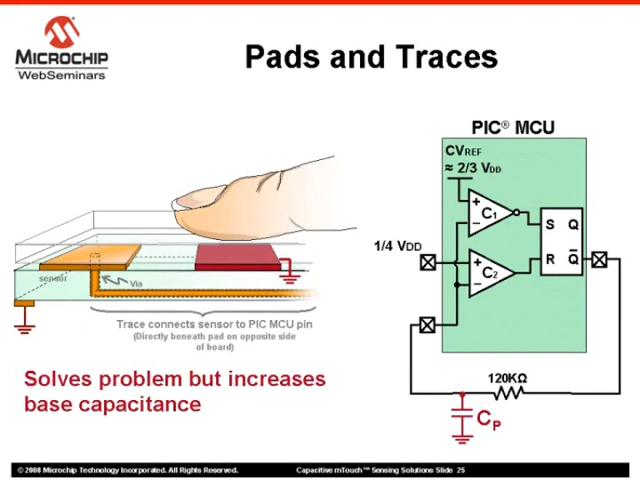 MICROCHIP
WebSeminars
Pads and Traces
PIC® MCU
CVREF
≈ 2/3 VDD
+
−
C1
S Q
1/4 VDD
+
−
C2
R Q̅
sensor
Via
Trace connects sensor to PIC MCU pin
(Directly beneath pad on opposite side
of board)
Solves problem but increases
base capacitance
120KΩ
CP
© 2008 Microchip Technology Incorporated. All Rights Reserved. Capacitive mTouch™ Sensing Solutions Slide 25